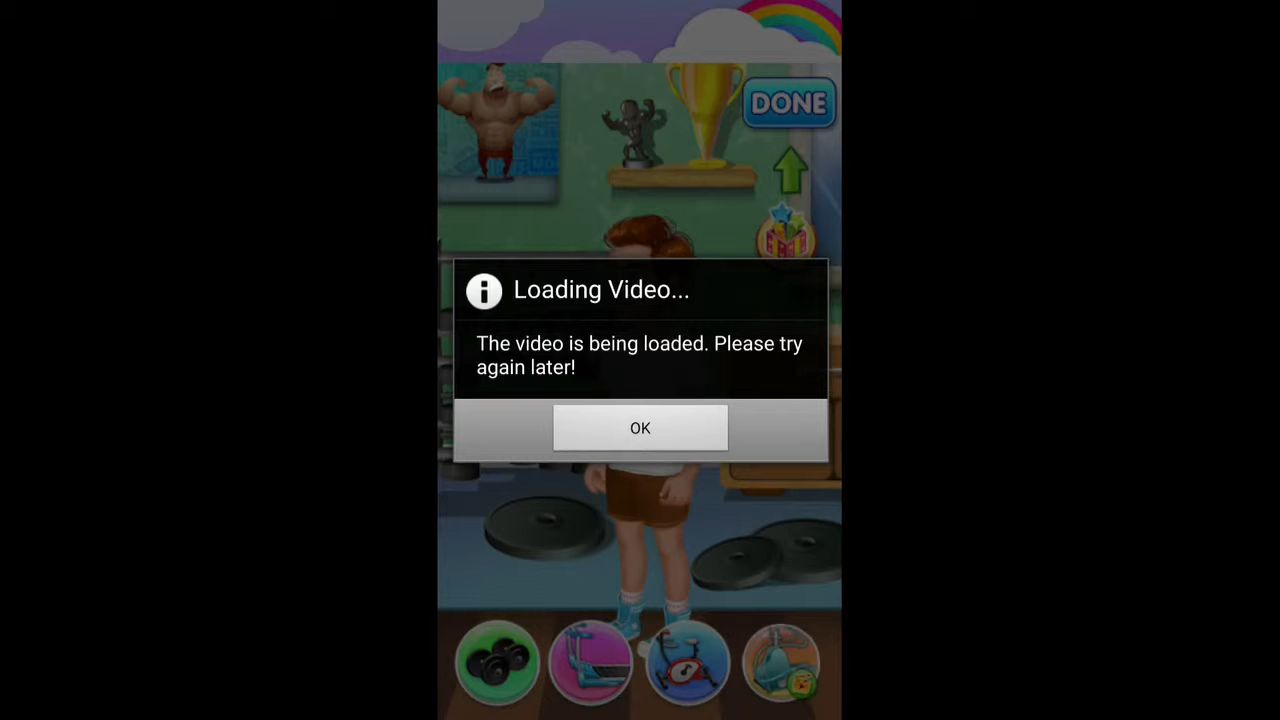 DONE
Loading Video...
The video is being loaded. Please try
again later!
OK